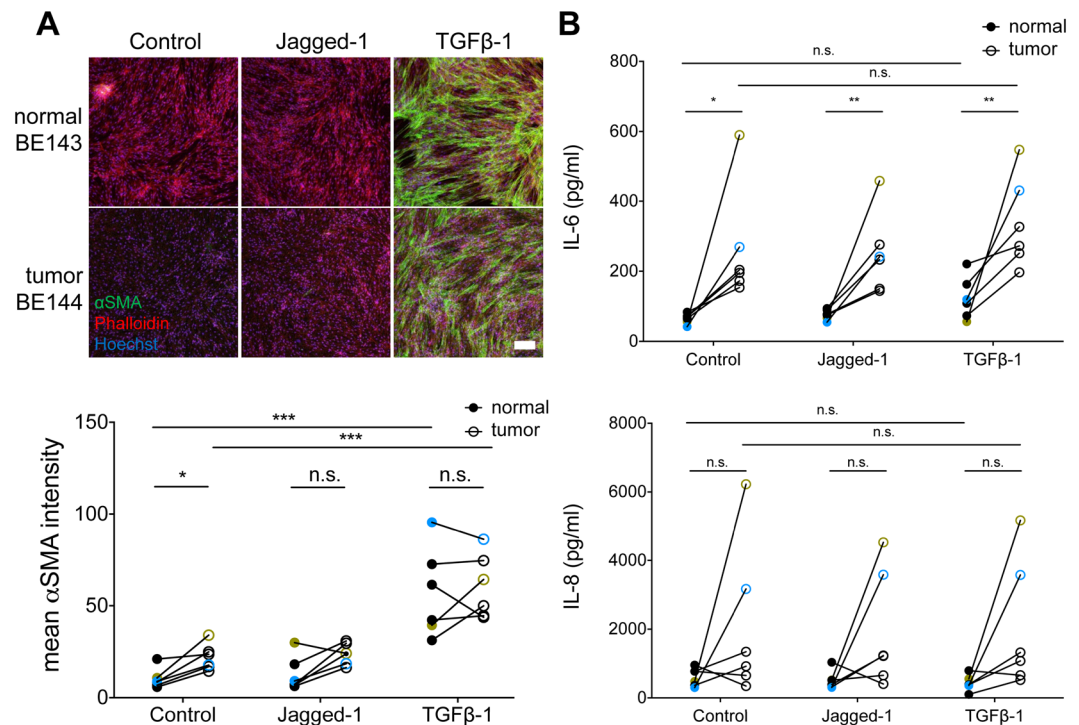 A
Control Jagged-1 TGFβ-1
normal
BE143
tumor
BE144
αSMA
Phalloidin
Hoechst
normal
tumor
150
100
50
0
mean αSMA intensity
***
***
*
n.s.
n.s.
Control Jagged-1 TGFβ-1
B
normal
tumor
800
600
400
200
0
IL-6 (pg/ml)
n.s.
n.s.
* ** **
Control Jagged-1 TGFβ-1
8000
6000
4000
2000
0
IL-8 (pg/ml)
n.s.
n.s.
n.s. n.s. n.s.
Control Jagged-1 TGFβ-1